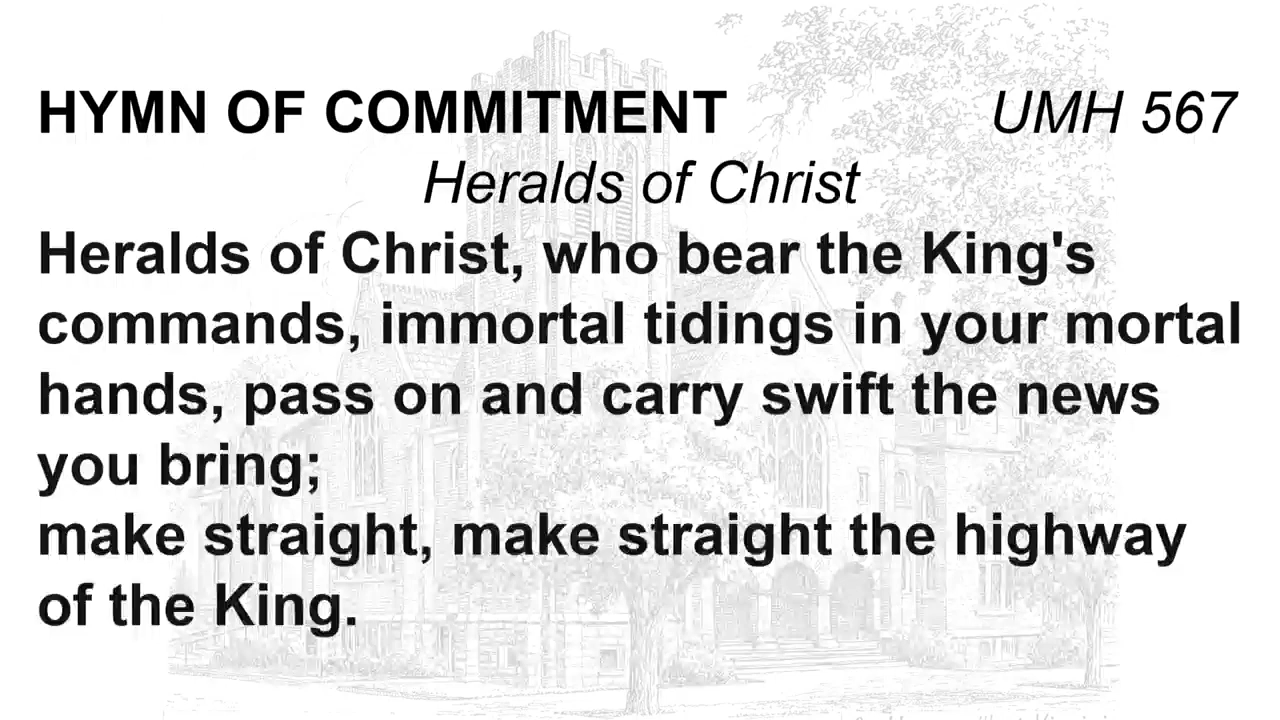 HYMN OF COMMITMENT UMH 567
Heralds of Christ
Heralds of Christ, who bear the King's
commands, immortal tidings in your mortal
hands, pass on and carry swift the news
you bring;
make straight, make straight the highway
of the King.